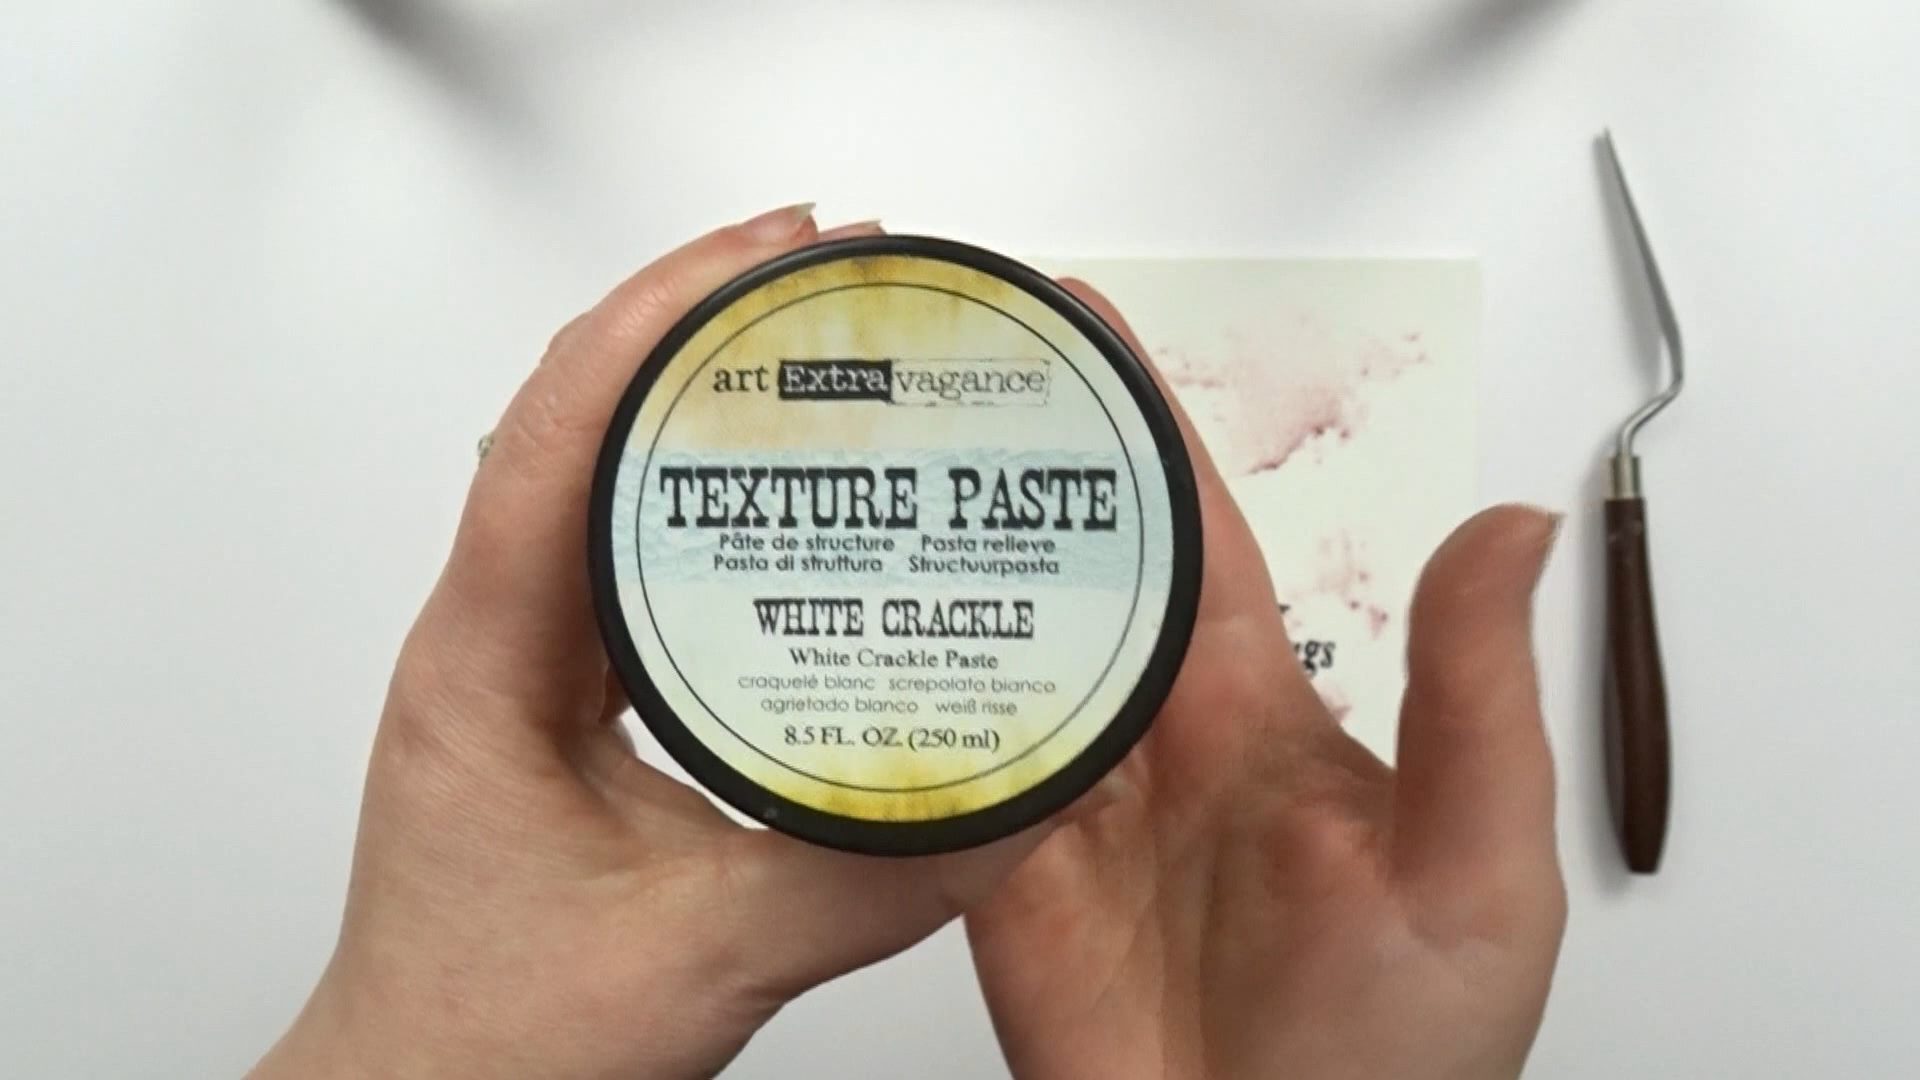 art Extravagance
TEXTURE PASTE
Pâte de structure Pasta relieve
Pasta di struttura Structuurpasta
WHITE CRACKLE
White Crackle Paste
craquelé blanc screpolato bianco
agrietado blanco weiß risse
8.5 FL. OZ. (250 ml)